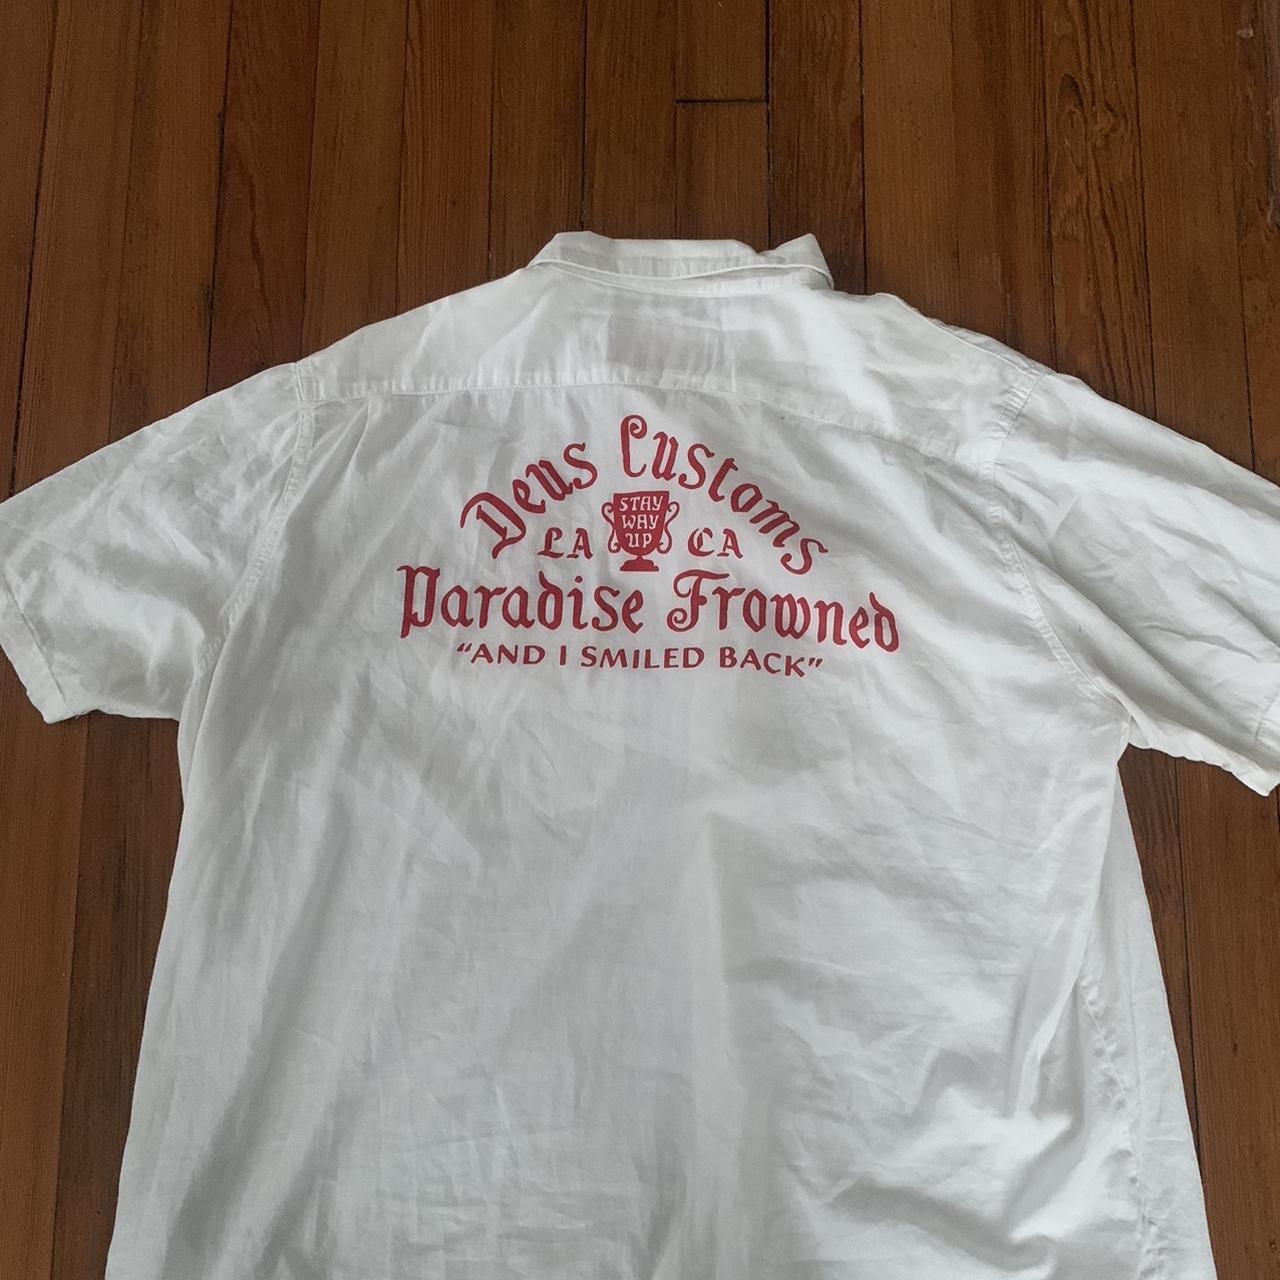 Deus Customs
STAY
WAY
UP
LA CA
Paradise Frowned
“AND I SMILED BACK”